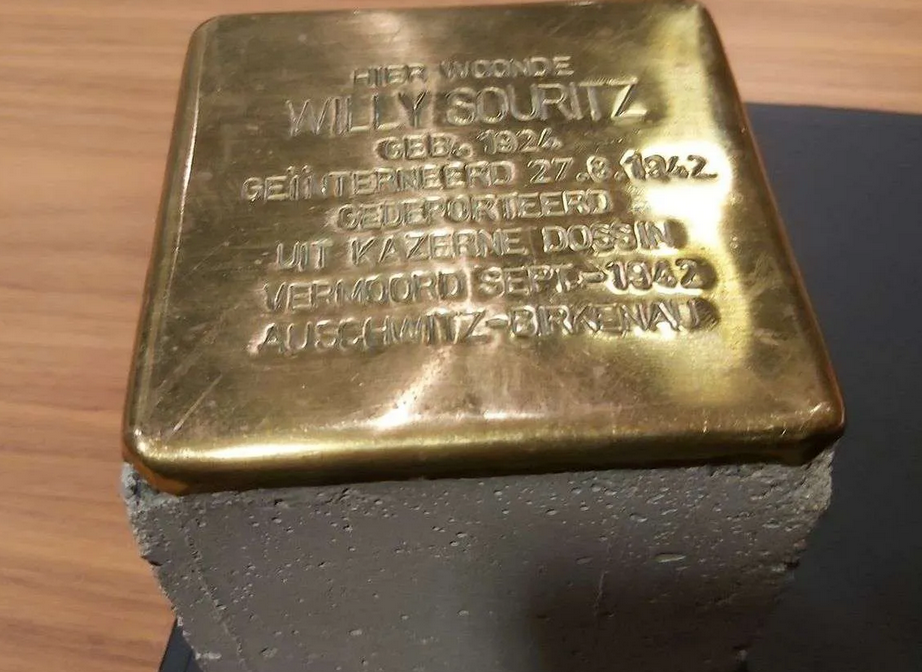 HIER WOONDE
WILLY SOURITZ
GEB. 1924
GEÏNTERNEERD 27.8.1942
GEDEPORTEERD
UIT KAZERNE DOSSIN
VERMOORD SEPT.-1942
AUSCHWITZ-BIRKENAU